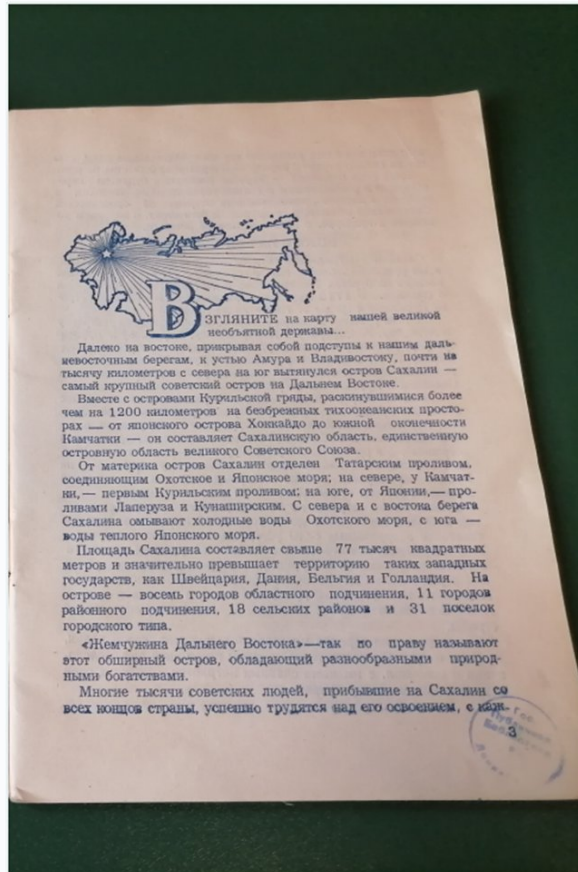 ВЗГЛЯНИТЕ на карту нашей великой
необъятной державы...
Далеко на востоке, прикрывая собой подступы к нашим даль-
невосточным берегам, к устью Амура и Владивостоку, почти на
тысячу километров с севера на юг вытянулся остров Сахалин —
самый крупный советский остров на Дальнем Востоке.
Вместе с островами Курильской гряды, раскинувшимися более
чем на 1200 километров на безбрежных тихоокеанских просто-
рах — от японского острова Хоккайдо до южной оконечности
Камчатки — он составляет Сахалинскую область, единственную
островную область великого Советского Союза.
От материка остров Сахалин отделен Татарским проливом,
соединяющим Охотское и Японское моря; на севере, у Камчат-
ки,— первым Курильским проливом; на юге, от Японии,— про-
ливами Лаперуза и Кунаширским. С севера и с востока берега
Сахалина омывают холодные воды Охотского моря, с юга —
воды теплого Японского моря.
Площадь Сахалина составляет свыше 77 тысяч квадратных
метров и значительно превышает территорию таких западных
государств, как Швейцария, Дания, Бельгия и Голландия. На
острове — восемь городов областного подчинения, 11 городов
районного подчинения, 18 сельских районов и 31 поселок
городского типа.
«Жемчужина Дальнего Востока»—так по праву называют
этот обширный остров, обладающий разнообразными природ-
ными богатствами.
Многие тысячи советских людей, прибывшие на Сахалин со
всех концов страны, успешно трудятся над его освоением, с каж-
3
Гос.
Публичная
Библиотека